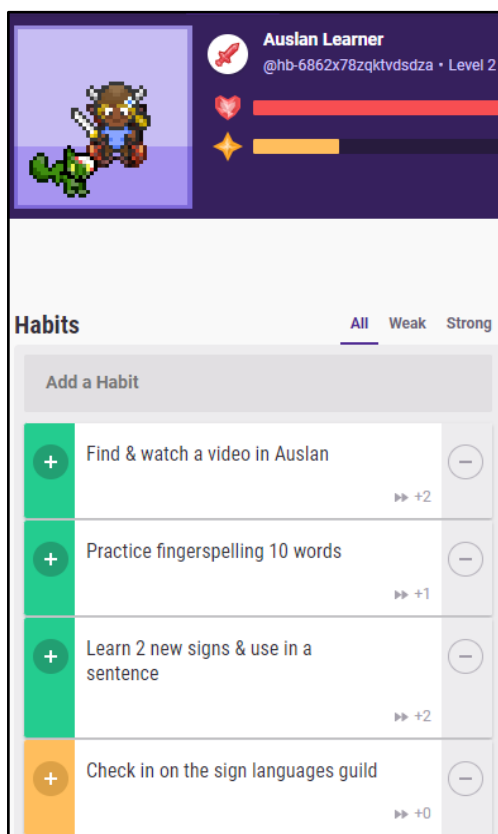 Auslan Learner
@hb-6862x78zqktvdsdza • Level 2
Habits
All Weak Strong
Add a Habit
Find & watch a video in Auslan
+2
Practice fingerspelling 10 words
+1
Learn 2 new signs & use in a
sentence
+2
Check in on the sign languages guild
+0